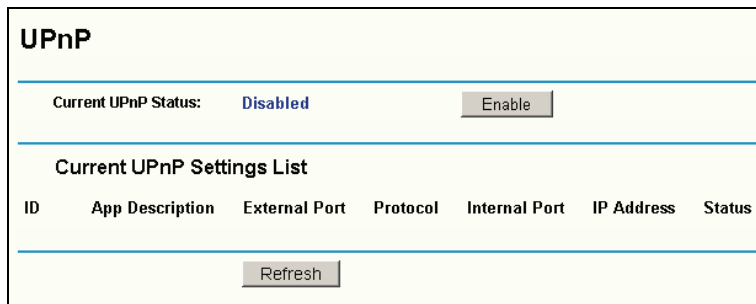 UPnP
Current UPnP Status: Disabled Enable
Current UPnP Settings List
ID App Description External Port Protocol Internal Port IP Address Status
Refresh